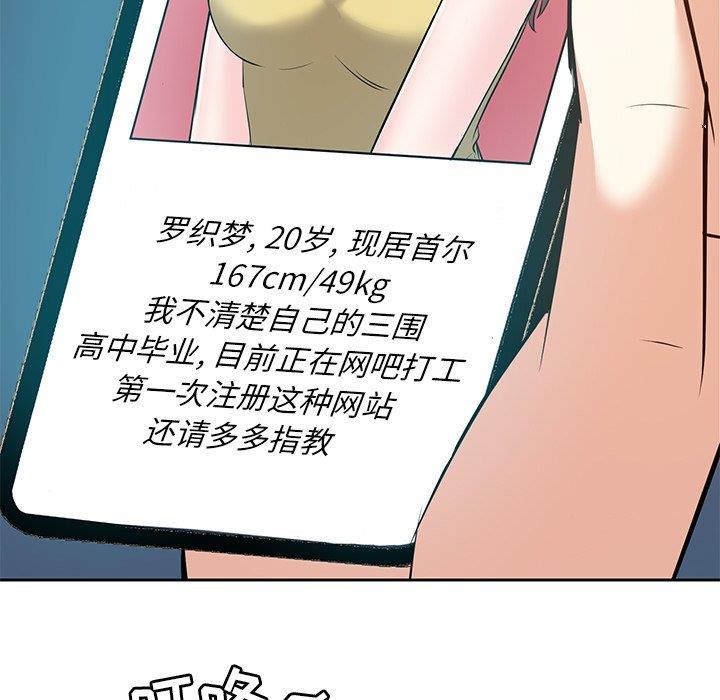 罗织梦, 20岁, 现居首尔
167cm/49kg
我不清楚自己的三围
高中毕业, 目前正在网吧打工
第一次注册这种网站
还请多多指教